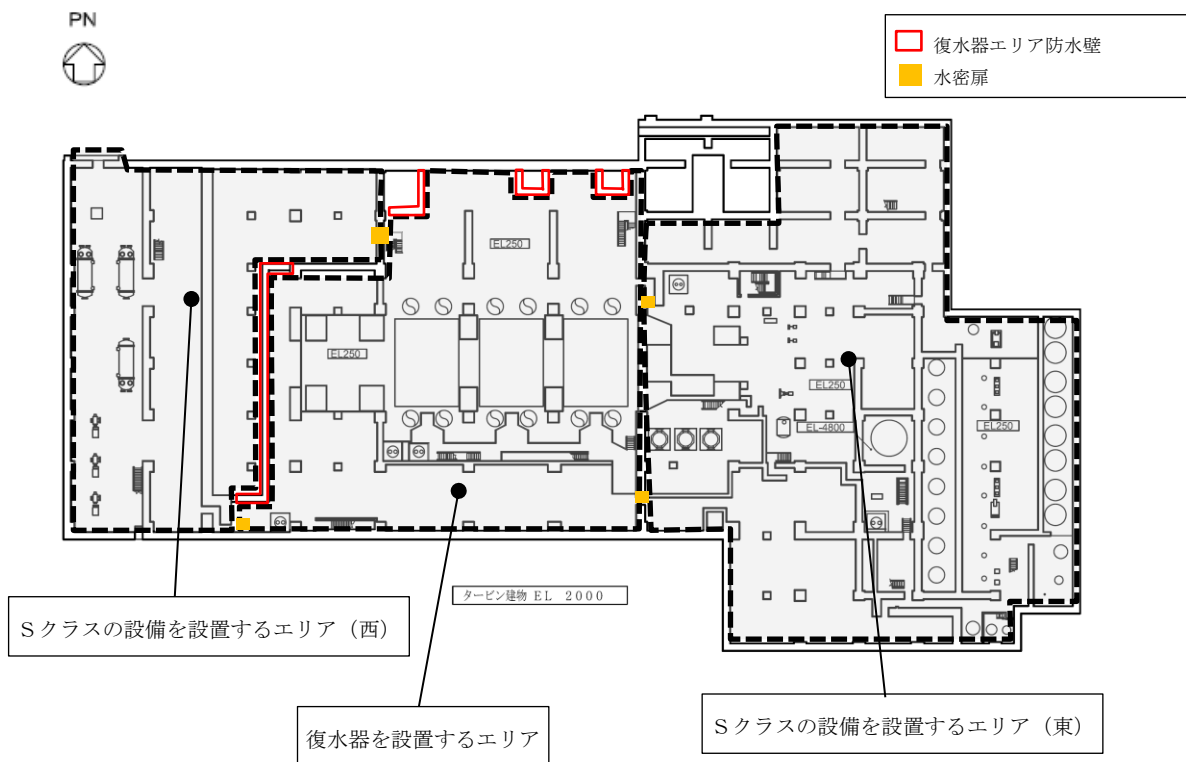 PN
復水器エリア防水壁
水密扉
EL250
EL250
EL250
EL-4800
EL250
タービン建物 EL 2000
Sクラスの設備を設置するエリア（西）
復水器を設置するエリア
Sクラスの設備を設置するエリア（東）